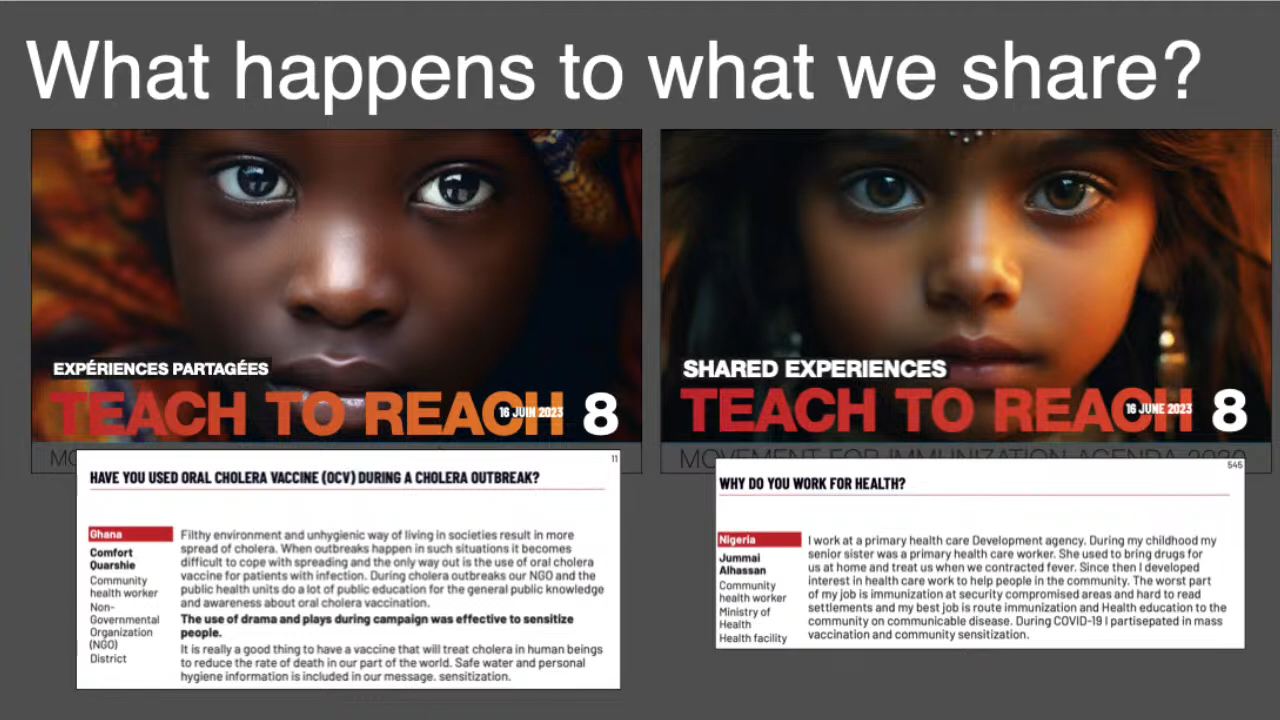 What happens to what we share?
EXPÉRIENCES PARTAGÉES
TEACH TO REACH 8
16 JUIN 2023
SHARED EXPERIENCES
TEACH TO REACH 8
16 JUNE 2023
MOVEMENT FOR IMMUNIZATION AGENDA 2030
11
HAVE YOU USED ORAL CHOLERA VACCINE (OCV) DURING A CHOLERA OUTBREAK?
Ghana
Comfort
Quarshie
Community
health worker
Non-
Governmental
Organization
(NGO)
District
Filthy environment and unhygienic way of living in societies result in more
spread of cholera. When outbreaks happen in such situations it becomes
difficult to cope with spreading and the only way out is the use of oral cholera
vaccine for patients with infection. During cholera outbreaks our NGO and the
public health units do a lot of public education for the general public knowledge
and awareness about oral cholera vaccination.
The use of drama and plays during campaign was effective to sensitize
people.
It is really a good thing to have a vaccine that will treat cholera in human beings
to reduce the rate of death in our part of the world. Safe water and personal
hygiene information is included in our message. sensitization.
545
WHY DO YOU WORK FOR HEALTH?
Nigeria
Jummai
Alhassan
Community
health worker
Ministry of
Health
Health facility
I work at a primary health care Development agency. During my childhood my
senior sister was a primary health care worker. She used to bring drugs for
us at home and treat us when we contracted fever. Since then I developed
interest in health care work to help people in the community. The worst part
of my job is immunization at security compromised areas and hard to read
settlements and my best job is route immunization and Health education to the
community on communicable disease. During COVID-19 I partisepated in mass
vaccination and community sensitization.